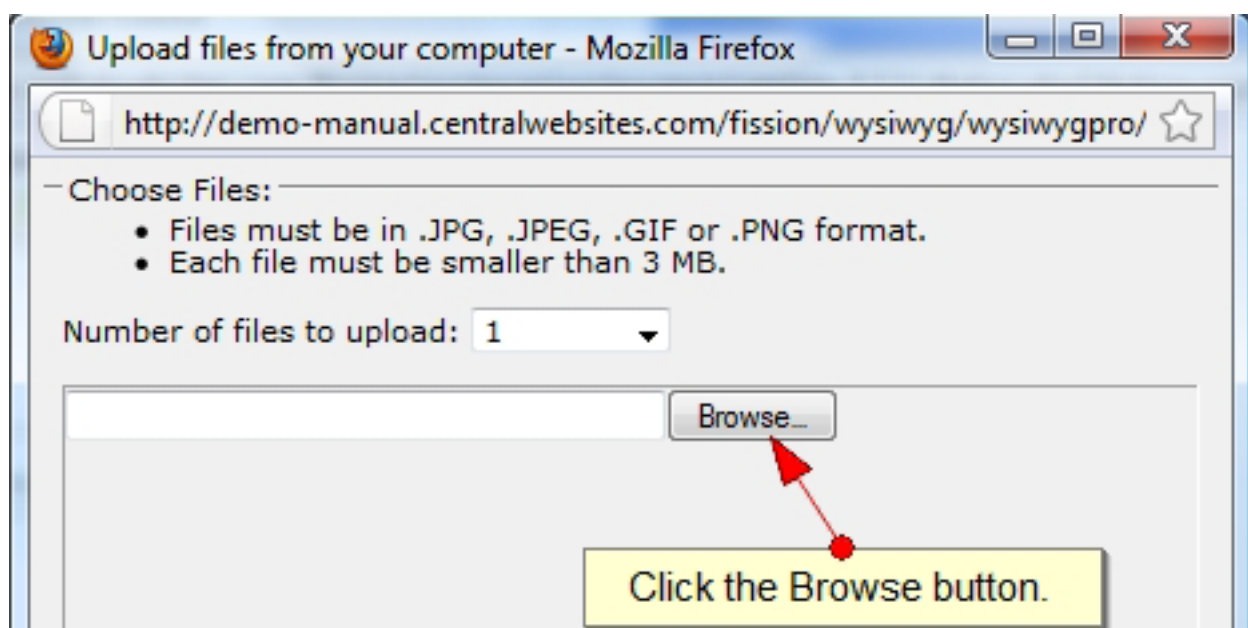 Upload files from your computer - Mozilla Firefox
http://demo-manual.centralwebsites.com/fission/wysiwyg/wysiwygpro/
Choose Files:
• Files must be in .JPG, .JPEG, .GIF or .PNG format.
• Each file must be smaller than 3 MB.
Number of files to upload: 1
Browse...
Click the Browse button.